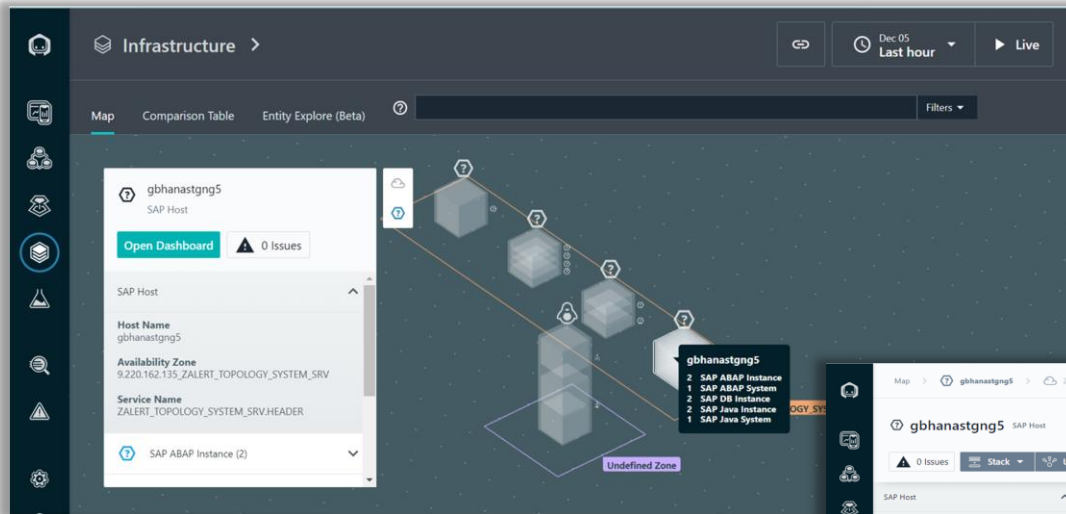 Infrastructure
Dec 05
Last hour
Live
Map
Comparison Table
Entity Explore (Beta)
Filters
gbhanastgng5
SAP Host
Open Dashboard
0 Issues
SAP Host
Host Name
gbhanastgng5
Availability Zone
9.220.162.135_ZALERT_TOPOLOGY_SYSTEM_SRV
Service Name
ZALERT_TOPOLOGY_SYSTEM_SRV.HEADER
SAP ABAP Instance (2)
gbhanastgng5
2 SAP ABAP Instance
1 SAP ABAP System
2 SAP DB Instance
2 SAP Java Instance
1 SAP Java System
Undefined Zone
Map > gbhanastgng5 >
gbhanastgng5 SAP Host
0 Issues Stack
SAP Host